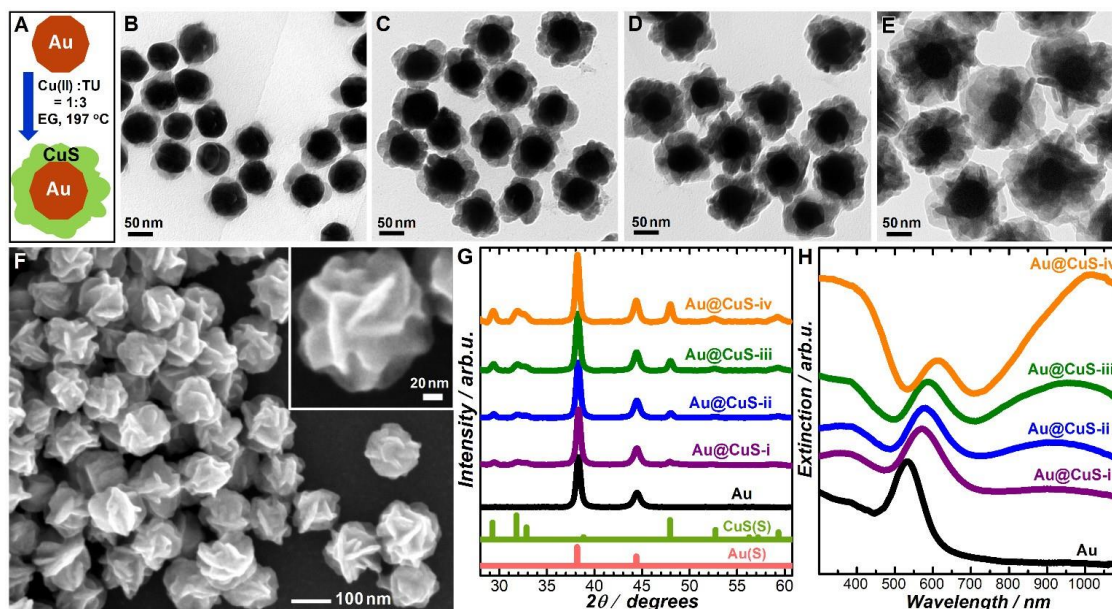 A
Au
Cu(II) :TU
= 1:3
EG, 197 °C
CuS
Au
B
50 nm
C
50 nm
D
50 nm
E
50 nm
F
20 nm
100 nm
G
Au@CuS-iv
Au@CuS-iii
Au@CuS-ii
Au@CuS-i
Au
CuS(S)
Au(S)
Intensity / arb.u.
30 35 40 45 50 55 60
2θ / degrees
H
Au@CuS-iv
Au@CuS-iii
Au@CuS-ii
Au@CuS-i
Au
Extinction / arb.u.
400 500 600 700 800 900 1000
Wavelength / nm